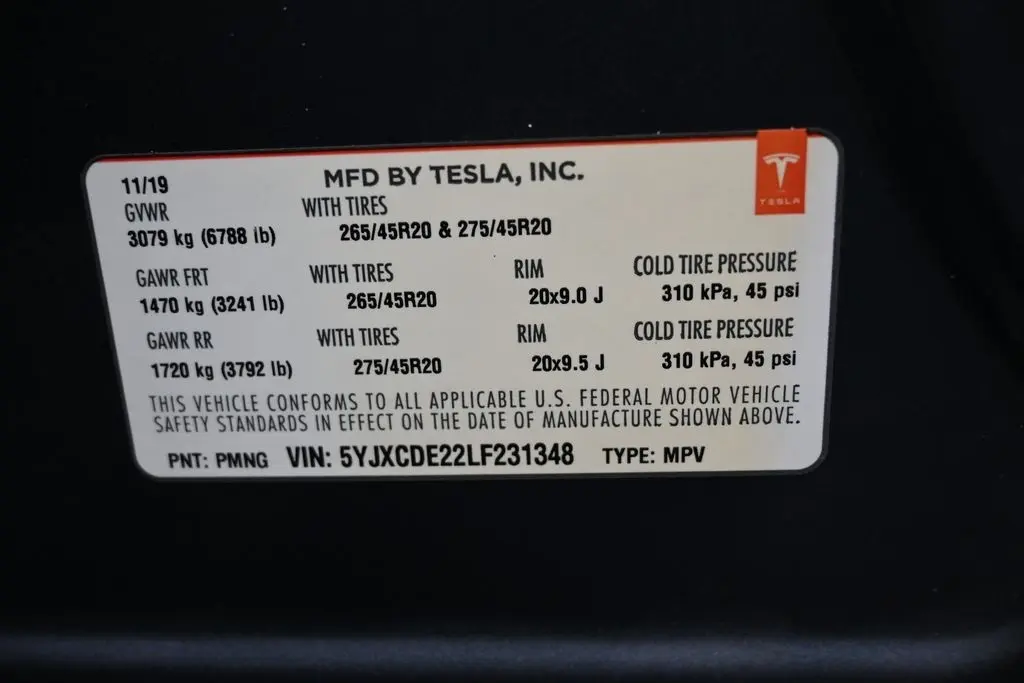 11/19 MFD BY TESLA, INC.
TESLA
GVWR WITH TIRES
3079 kg (6788 lb) 265/45R20 & 275/45R20
GAWR FRT WITH TIRES RIM COLD TIRE PRESSURE
1470 kg (3241 lb) 265/45R20 20x9.0 J 310 kPa, 45 psi
GAWR RR WITH TIRES RIM COLD TIRE PRESSURE
1720 kg (3792 lb) 275/45R20 20x9.5 J 310 kPa, 45 psi
THIS VEHICLE CONFORMS TO ALL APPLICABLE U.S. FEDERAL MOTOR VEHICLE
SAFETY STANDARDS IN EFFECT ON THE DATE OF MANUFACTURE SHOWN ABOVE.
PNT: PMNG VIN: 5YJXCDE22LF231348 TYPE: MPV